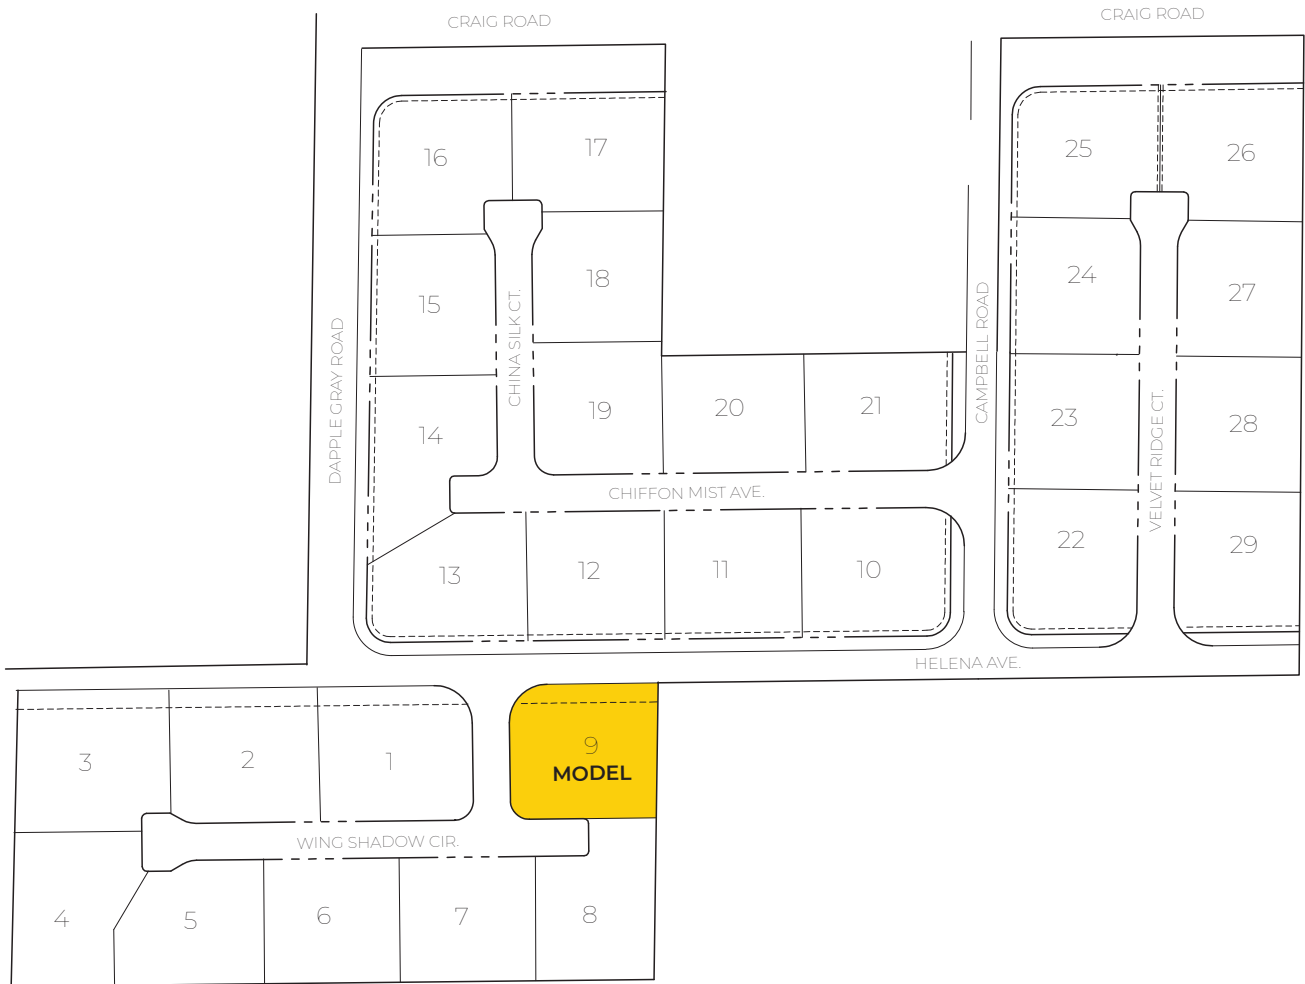 CRAIG ROAD
CRAIG ROAD
16
17
25
26
15
18
24
27
DAPPLE GRAY ROAD
CHINA SILK CT.
CAMPBELL ROAD
VELVET RIDGE CT.
14
19
20
21
23
28
CHIFFON MIST AVE.
13
12
11
10
22
29
HELENA AVE.
3
2
1
9
MODEL
WING SHADOW CIR.
4
5
6
7
8